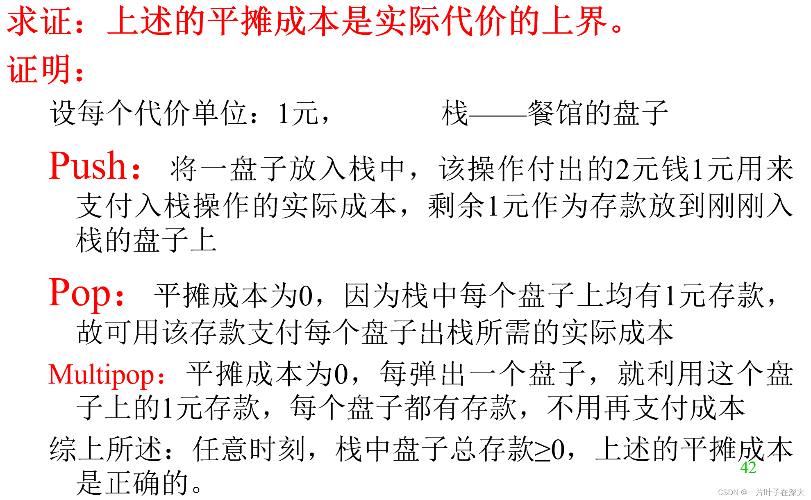 求证：上述的平摊成本是实际代价的上界。
证明：
设每个代价单位：1元， 栈——餐馆的盘子
Push：将一盘子放入栈中，该操作付出的2元钱1元用来
支付入栈操作的实际成本，剩余1元作为存款放到刚刚入
栈的盘子上
Pop：平摊成本为0，因为栈中每个盘子上均有1元存款，
故可用该存款支付每个盘子出栈所需的实际成本
Multipop：平摊成本为0，每弹出一个盘子，就利用这个盘
子上的1元存款，每个盘子都有存款，不用再支付成本
综上所述：任意时刻，栈中盘子总存款≥0，上述的平摊成本
是正确的。
42
CSDN @一片叶子在深大